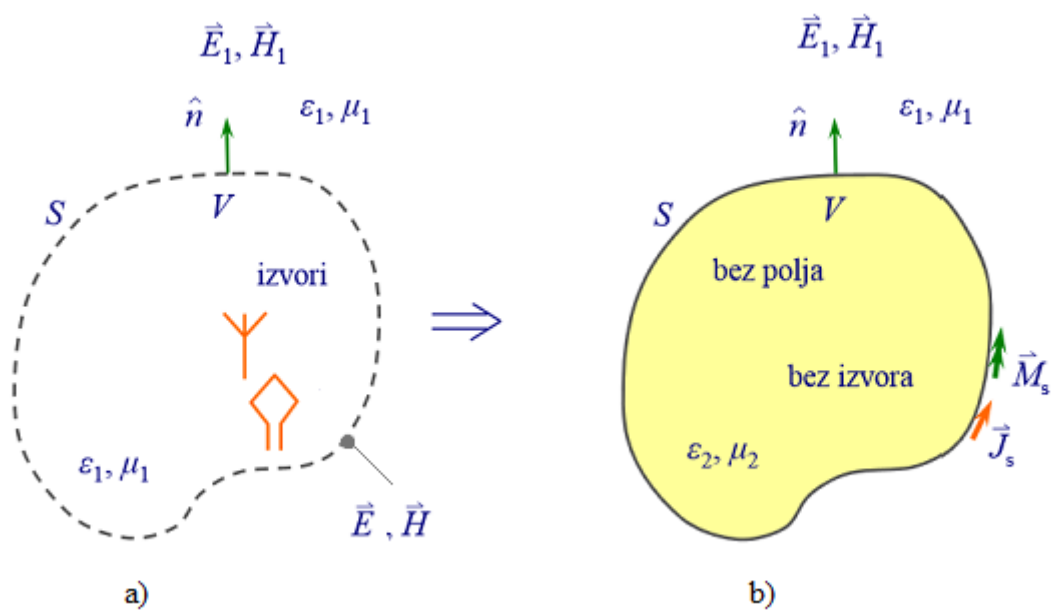 E⃗₁, H⃗₁
n̂
ε₁, μ₁
S
V
izvori
ε₁, μ₁
E⃗ , H⃗
a)
E⃗₁, H⃗₁
n̂
ε₁, μ₁
S
V
bez polja
bez izvora
M⃗ₛ
J⃗ₛ
ε₂, μ₂
b)